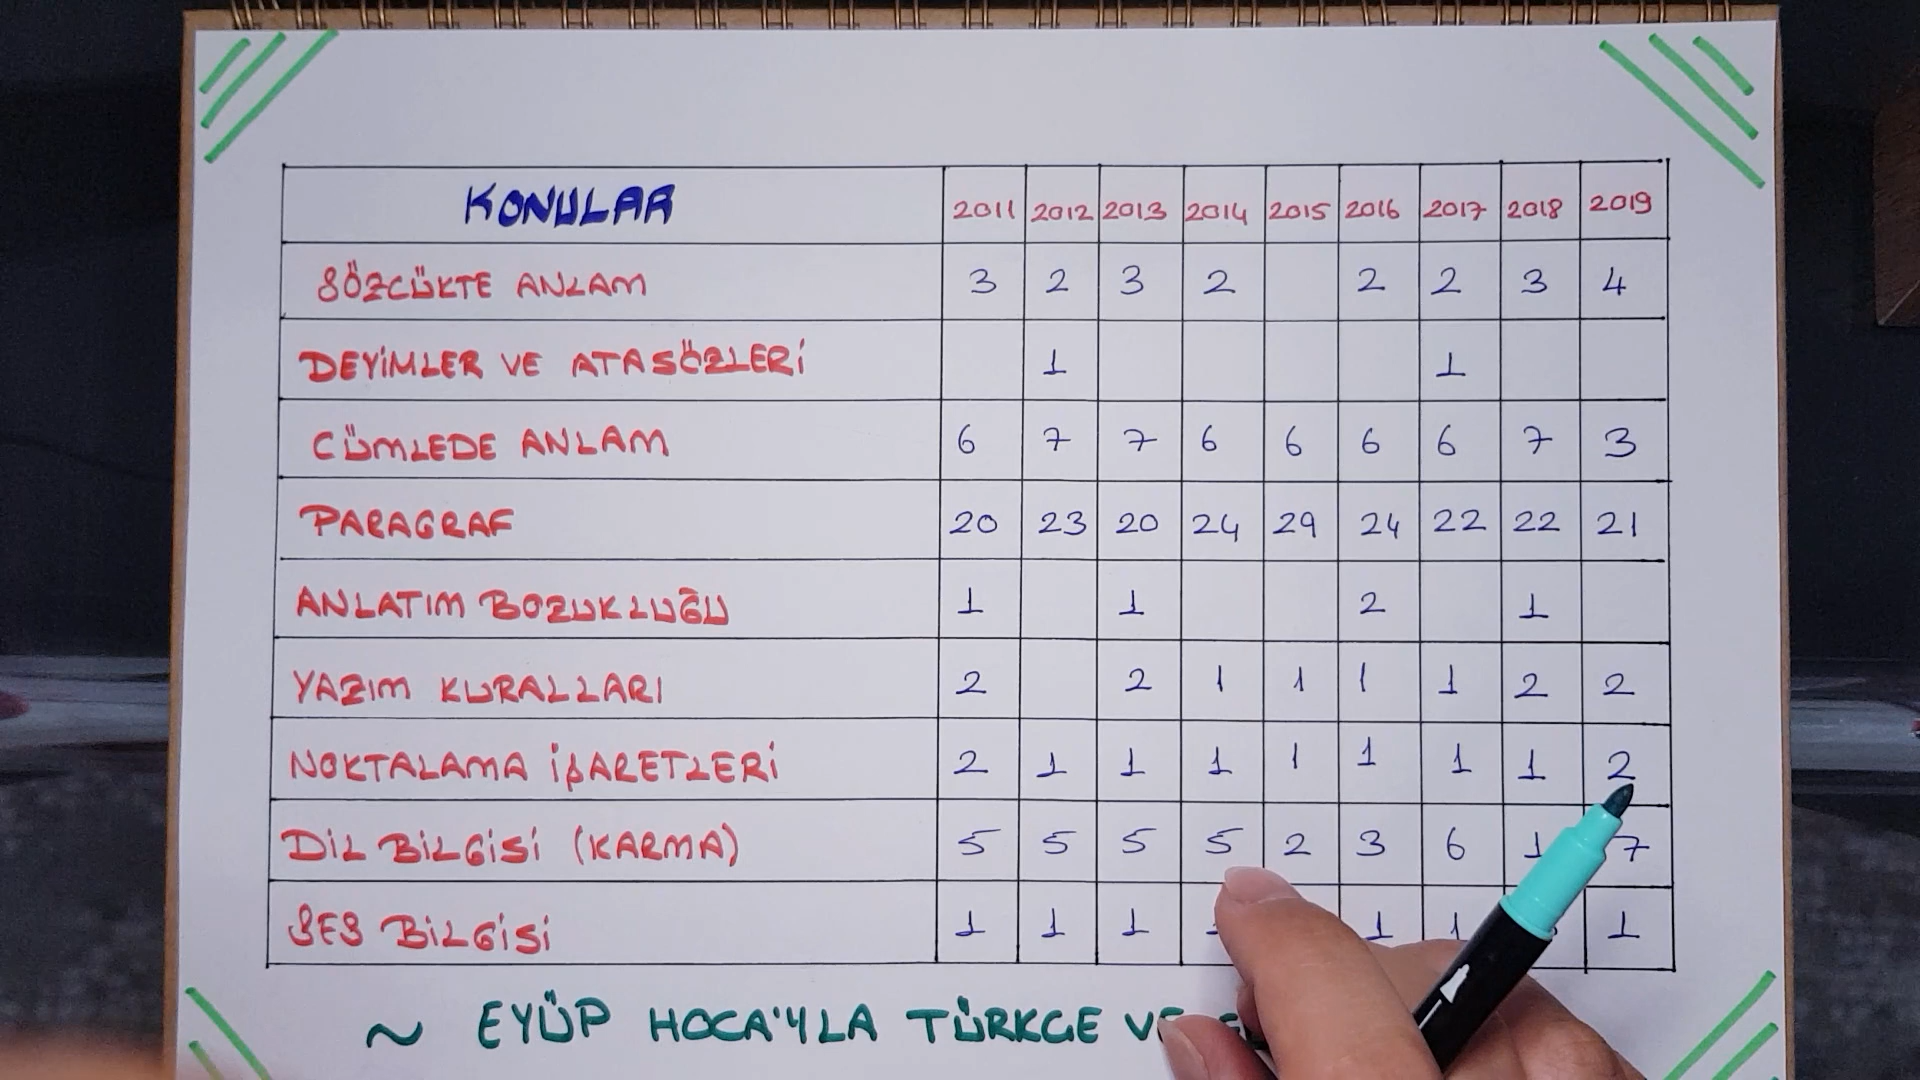 KONULAR 2011 2012 2013 2014 2015 2016 2017 2018 2019
SÖZCÜKTE ANLAM 3 2 3 2 2 2 3 4
DEYİMLER VE ATASÖZLERİ 1 1
CÜMLEDE ANLAM 6 7 7 6 6 6 6 7 3
PARAGRAF 20 23 20 24 29 24 22 22 21
ANLATIM BOZUKLUĞU 1 1 2 1
YAZIM KURALLARI 2 2 1 1 1 1 2 2
NOKTALAMA İŞARETLERİ 2 1 1 1 1 1 1 1 2
DİL BİLGİSİ (KARMA) 5 5 5 5 2 3 6 1 7
SES BİLGİSİ 1 1 1 1 1 1
~ EYÜP HOCA'YLA TÜRKÇE VE